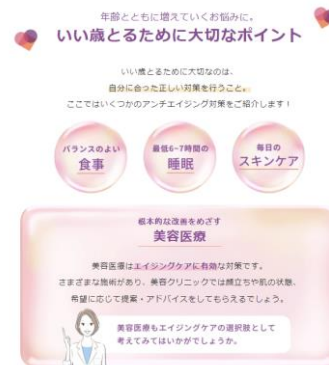 年齢とともに増えていくお悩みに。
いい歳とるために大切なポイント
いい歳とるために大切なのは、
自分に合った正しい対策を行うこと。
ここではいくつかのアンチエイジング対策をご紹介します！
バランスのよい
食事
最低6~7時間の
睡眠
毎日の
スキンケア
根本的な改善をめざす
美容医療
美容医療はエイジングケアに有効な対策です。
さまざまな施術があり、美容クリニックでは顔立ちや肌の状態、
希望に応じて提案・アドバイスをしてもらえるでしょう。
美容医療もエイジングケアの選択肢として
考えてみてはいかがでしょうか。